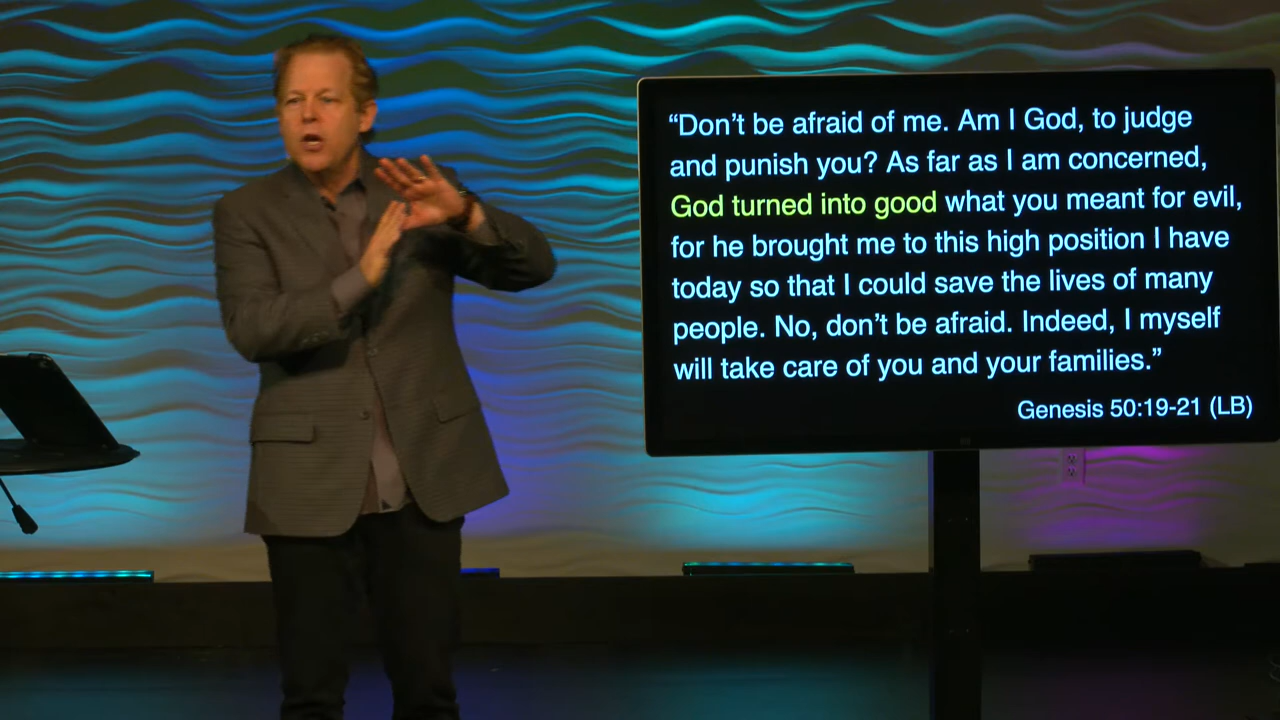 “Don’t be afraid of me. Am I God, to judge
and punish you? As far as I am concerned,
God turned into good what you meant for evil,
for he brought me to this high position I have
today so that I could save the lives of many
people. No, don’t be afraid. Indeed, I myself
will take care of you and your families.”
Genesis 50:19-21 (LB)